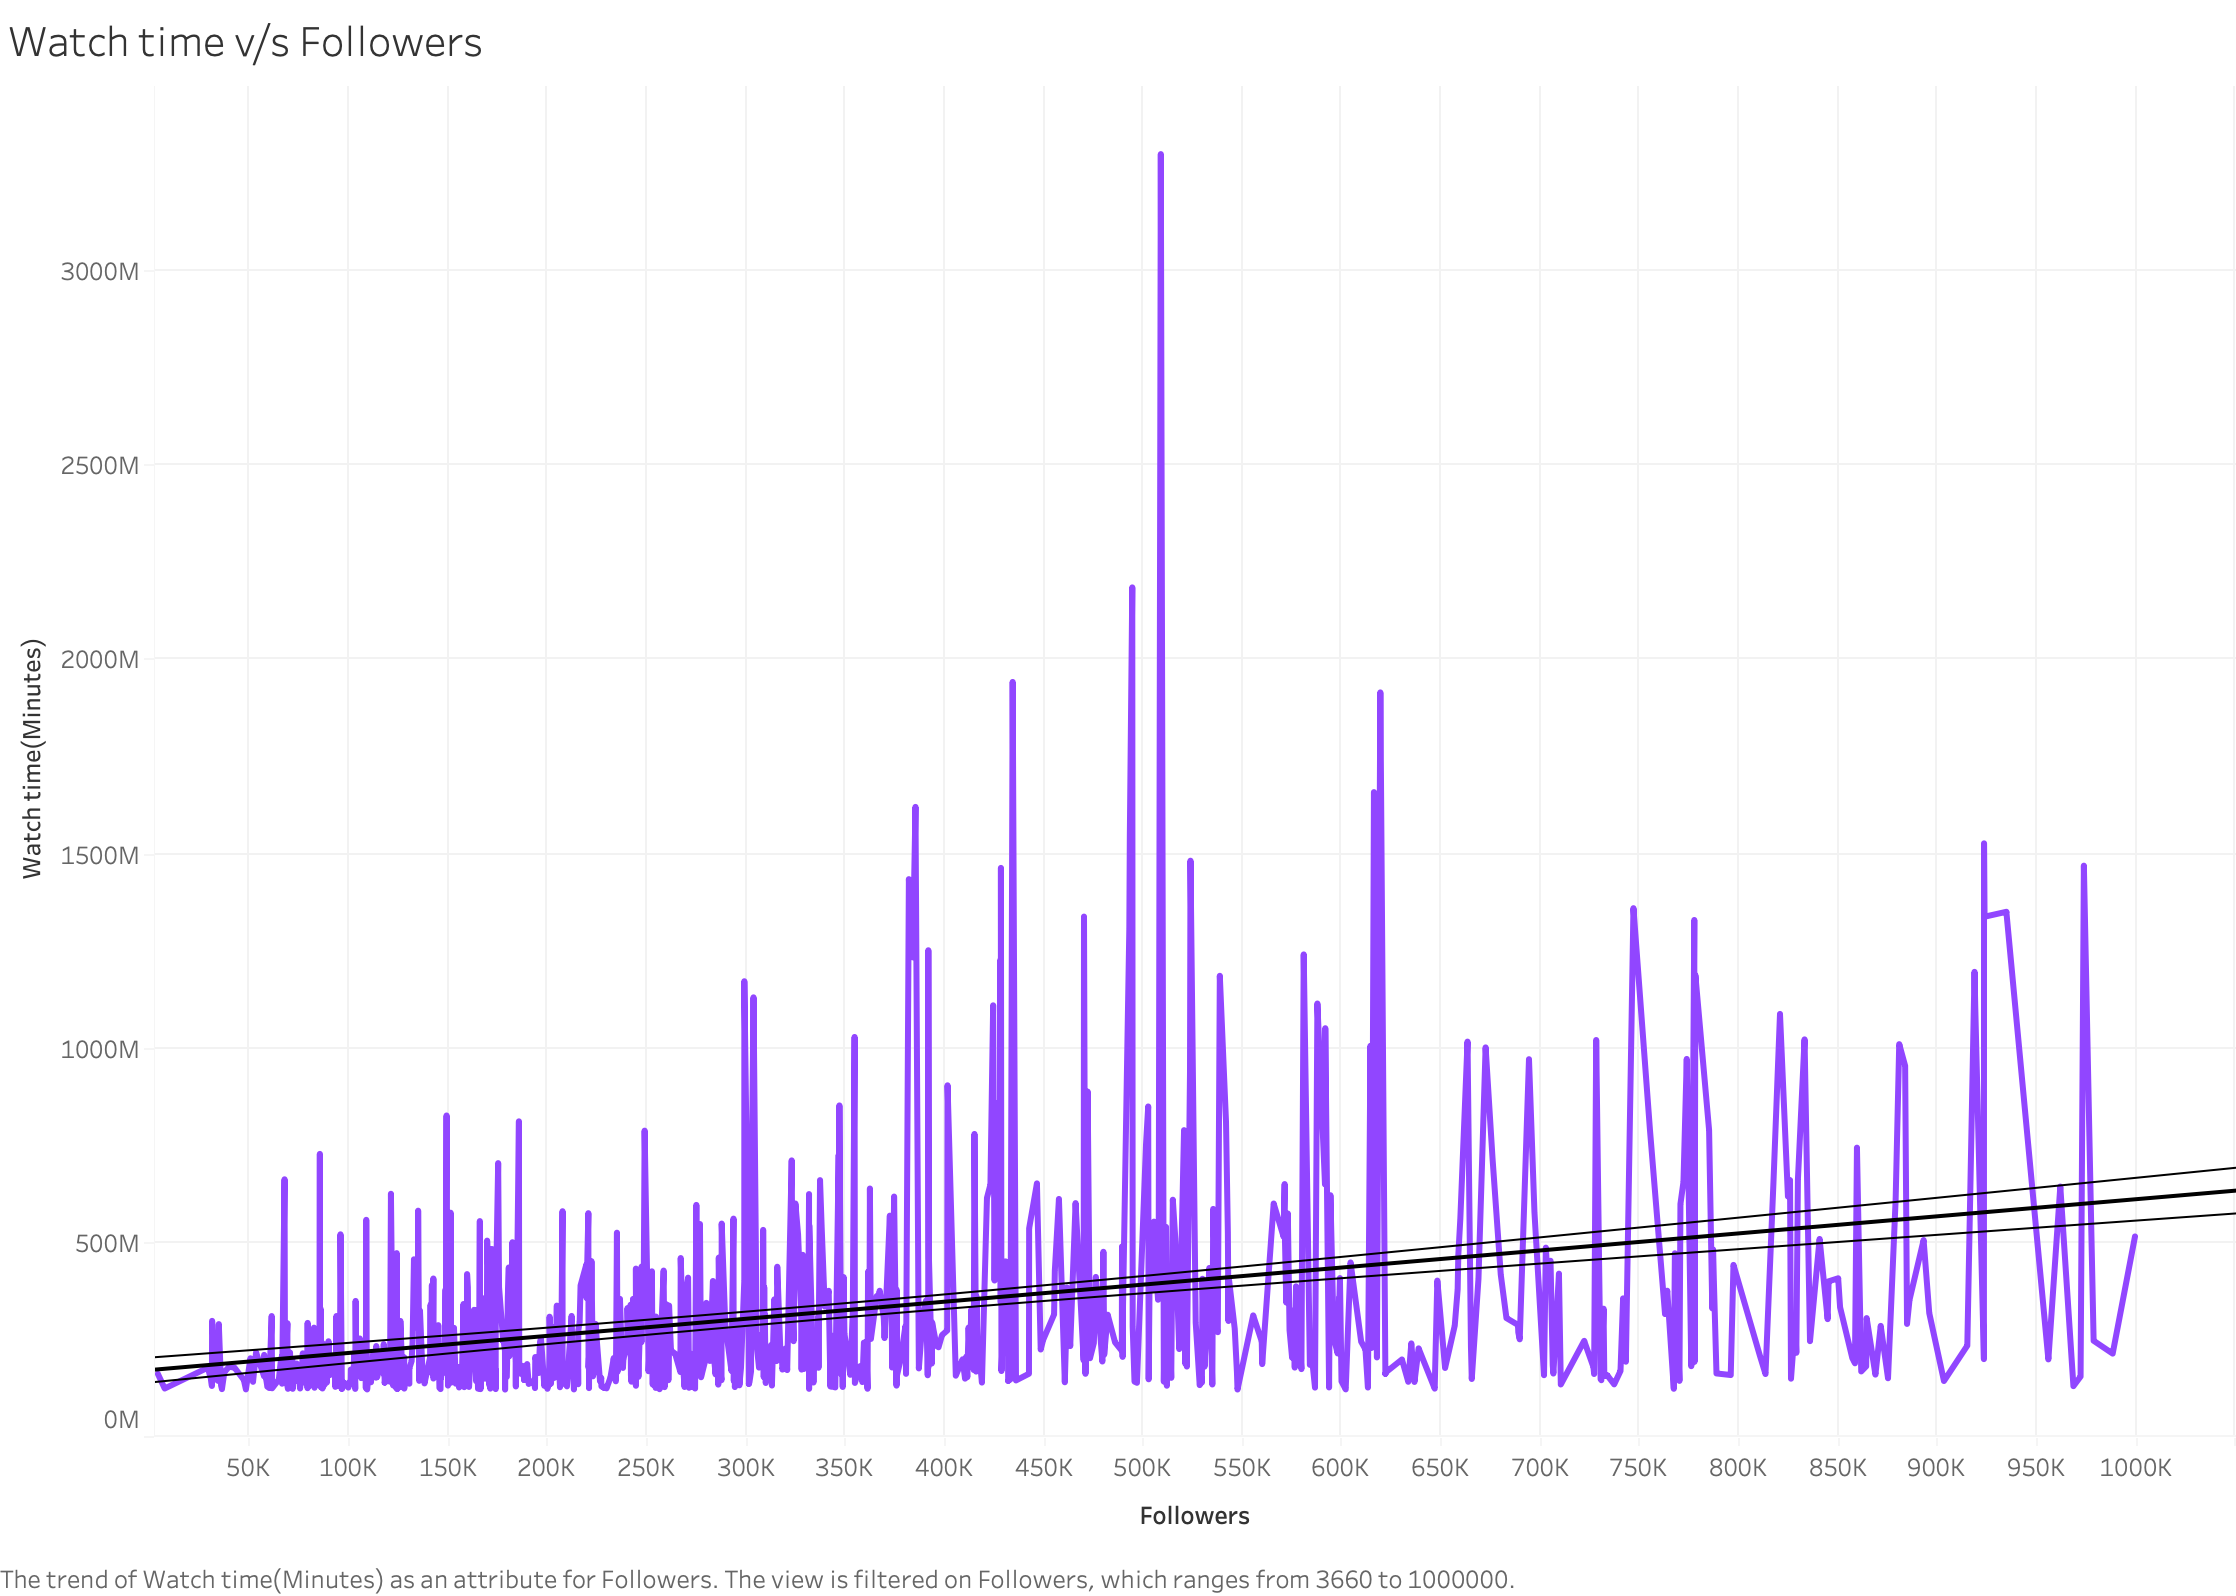 Watch time v/s Followers
3000M
2500M
2000M
1500M
1000M
500M
0M
Watch time(Minutes)
50K 100K 150K 200K 250K 300K 350K 400K 450K 500K 550K 600K 650K 700K 750K 800K 850K 900K 950K 1000K
Followers
The trend of Watch time(Minutes) as an attribute for Followers. The view is filtered on Followers, which ranges from 3660 to 1000000.